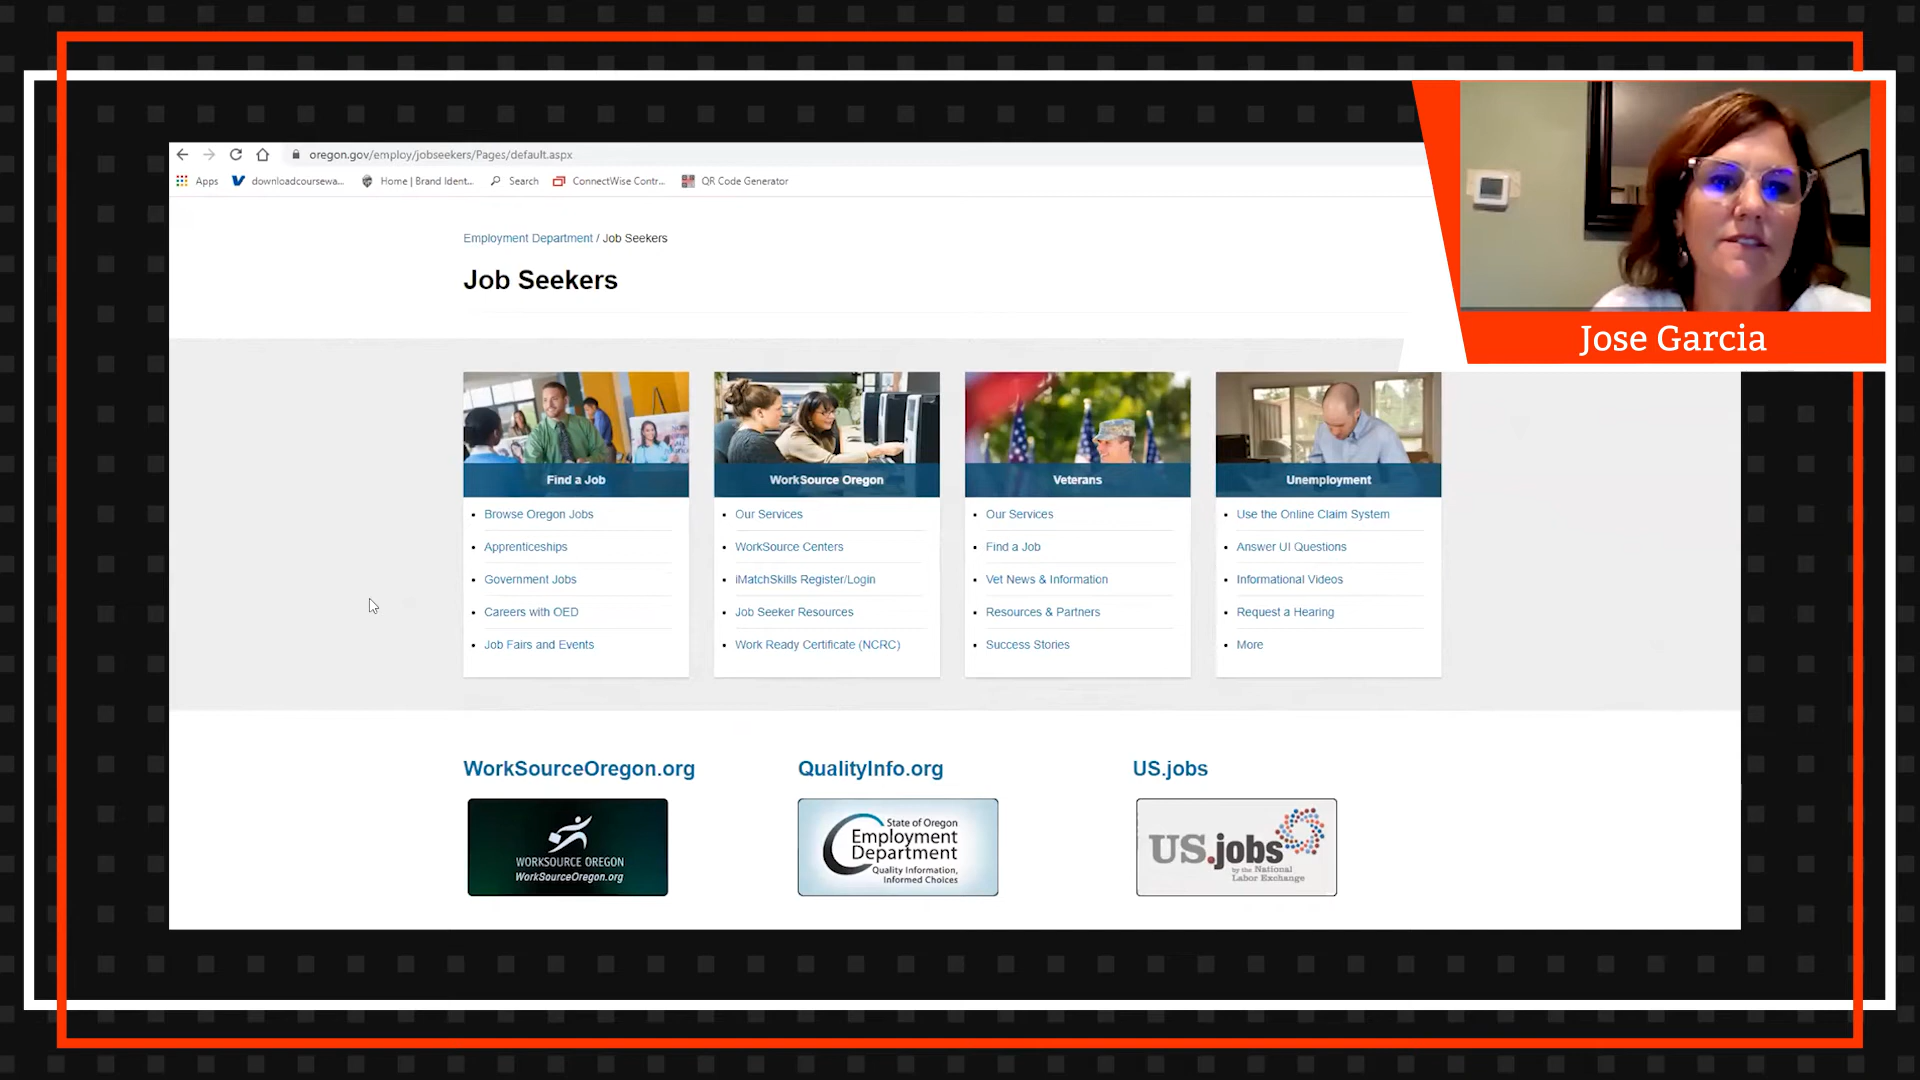 oregon.gov/employ/jobseekers/Pages/default.aspx
Apps
downloadcoursewa...
Home | Brand Ident...
Search
ConnectWise Contr...
QR Code Generator
Employment Department / Job Seekers
Job Seekers
Jose Garcia
Find a Job
Browse Oregon Jobs
Apprenticeships
Government Jobs
Careers with OED
Job Fairs and Events
WorkSource Oregon
Our Services
WorkSource Centers
iMatchSkills Register/Login
Job Seeker Resources
Work Ready Certificate (NCRC)
Veterans
Our Services
Find a Job
Vet News & Information
Resources & Partners
Success Stories
Unemployment
Use the Online Claim System
Answer UI Questions
Informational Videos
Request a Hearing
More
WorkSourceOregon.org
WORKSOURCE OREGON
WorkSourceOregon.org
QualityInfo.org
State of Oregon
Employment
Department
Quality Information,
Informed Choices
US.jobs
US.jobs
by the National
Labor Exchange